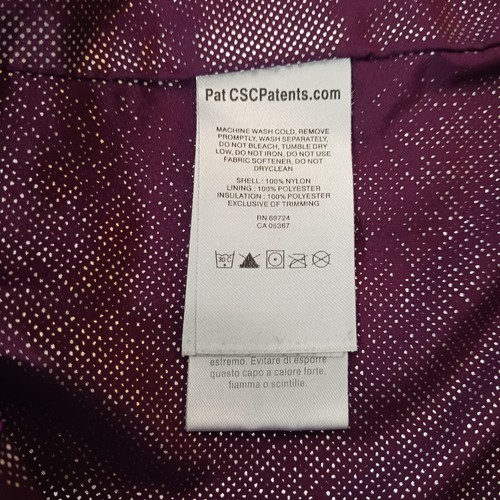 Pat CSCPatents.com
MACHINE WASH COLD, REMOVE
PROMPTLY, WASH SEPARATELY,
DO NOT BLEACH, TUMBLE DRY
LOW, DO NOT IRON, DO NOT USE
FABRIC SOFTENER, DO NOT
DRYCLEAN
SHELL : 100% NYLON
LINING : 100% POLYESTER
INSULATION : 100% POLYESTER
EXCLUSIVE OF TRIMMING
RN 69724
CA 05367
30 C
estremo. Evitare di esporre
questo capo a calore forte,
fiamma o scintille.